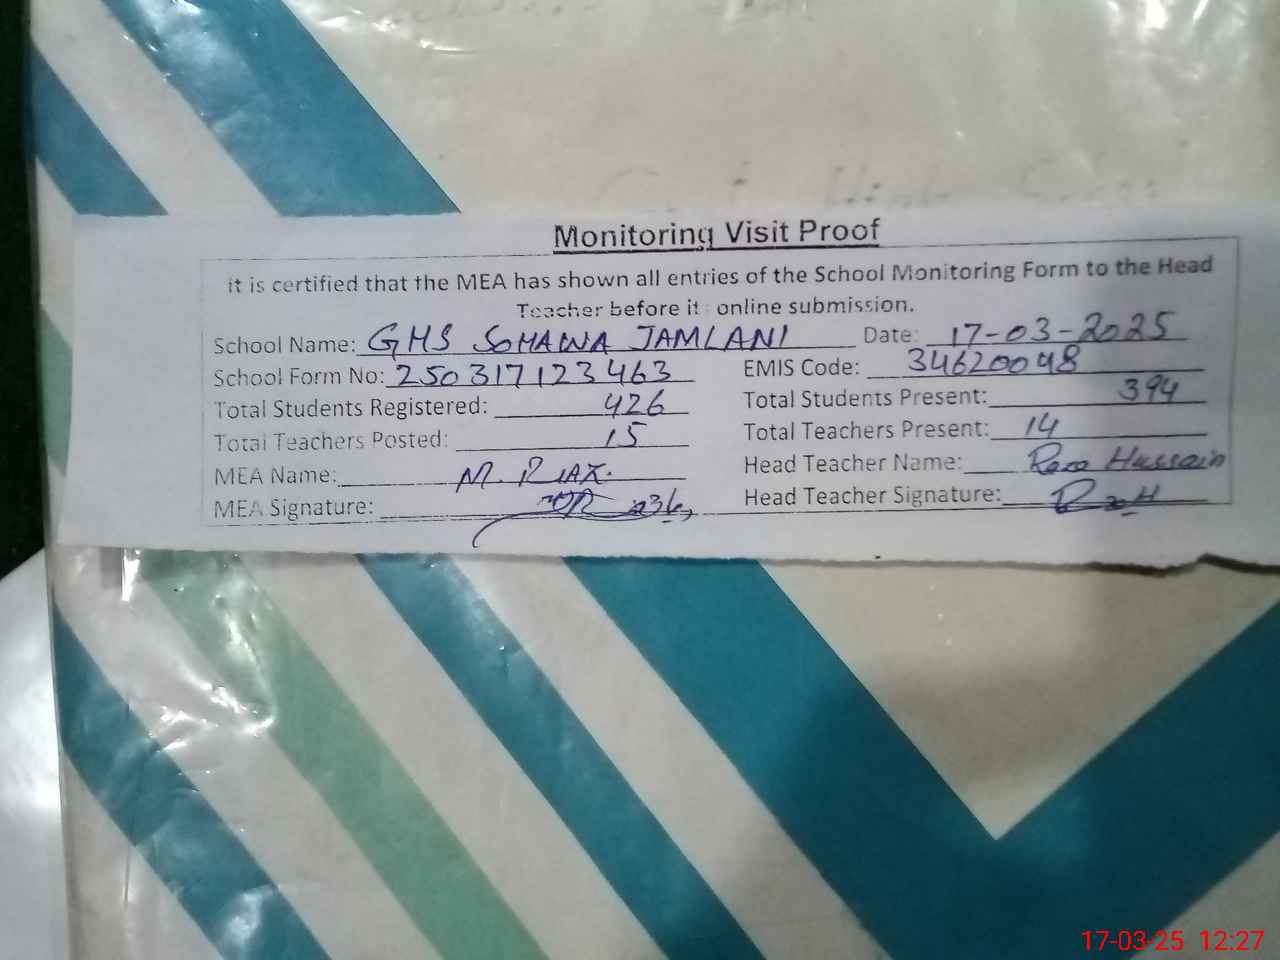 Monitoring Visit Proof
it is certified that the MEA has shown all entries of the School Monitoring Form to the Head
Teacher before it online submission.
School Name: GHS SOHAWA JAMLANI Date: 17-03-2025
School Form No: 250317123463 EMIS Code: 34620048
Total Students Registered: 426 Total Students Present: 394
Total Teachers Posted: 15 Total Teachers Present: 14
MEA Name: M. RIAZ. Head Teacher Name: Raza Hussain
MEA Signature: Head Teacher Signature:
17-03-25 12:27